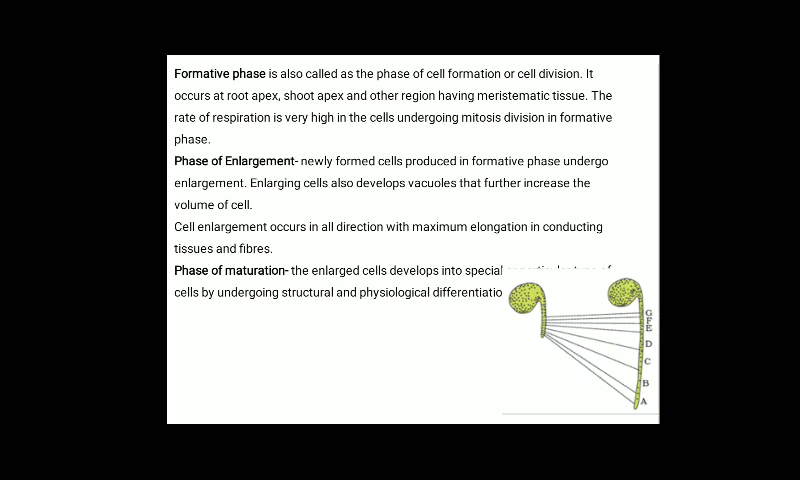 Formative phase is also called as the phase of cell formation or cell division. It
occurs at root apex, shoot apex and other region having meristematic tissue. The
rate of respiration is very high in the cells undergoing mitosis division in formative
phase.
Phase of Enlargement- newly formed cells produced in formative phase undergo
enlargement. Enlarging cells also develops vacuoles that further increase the
volume of cell.
Cell enlargement occurs in all direction with maximum elongation in conducting
tissues and fibres.
Phase of maturation- the enlarged cells develops into special
cells by undergoing structural and physiological differentiatio
G
F
E
D
C
B
A